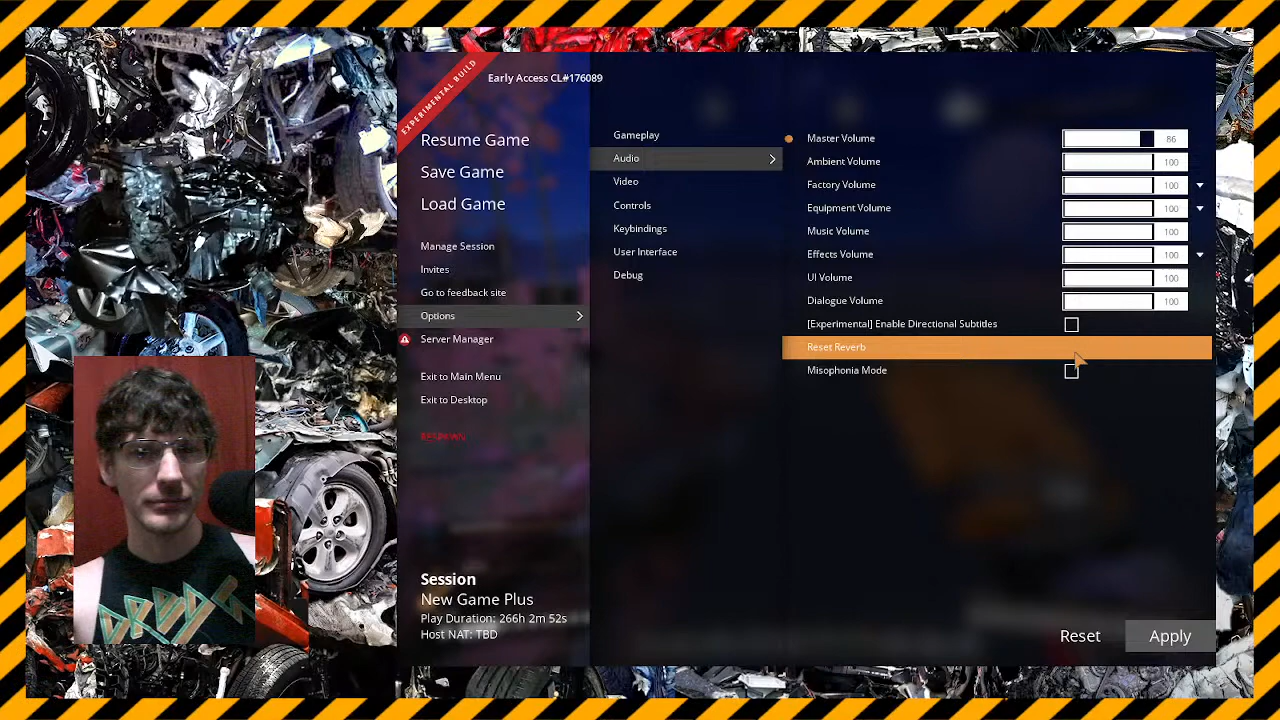 EXPERIMENTAL BUILD
Early Access CL#176089
Resume Game
Save Game
Load Game
Manage Session
Invites
Go to feedback site
Options
Server Manager
Exit to Main Menu
Exit to Desktop
RESPAWN
Session
New Game Plus
Play Duration: 266h 2m 52s
Host NAT: TBD
Gameplay
Audio
Video
Controls
Keybindings
User Interface
Debug
Master Volume 86
Ambient Volume 100
Factory Volume 100
Equipment Volume 100
Music Volume 100
Effects Volume 100
UI Volume 100
Dialogue Volume 100
[Experimental] Enable Directional Subtitles
Reset Reverb
Misophonia Mode
Reset Apply